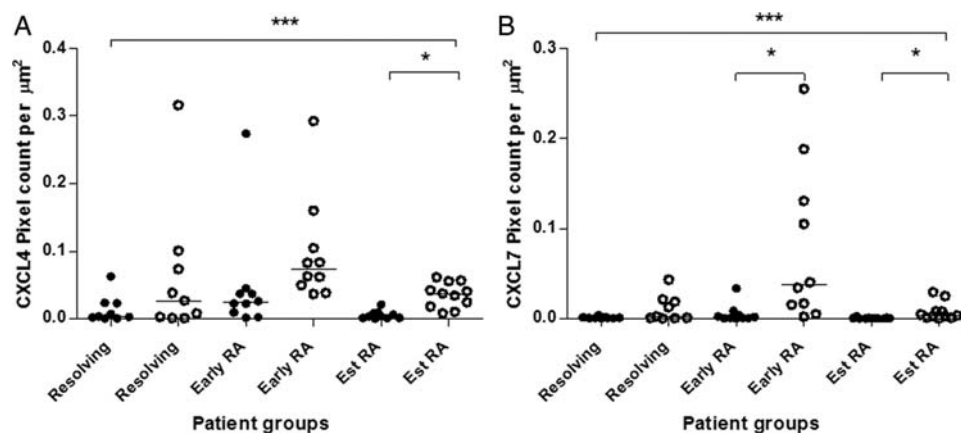 A
***
*
CXCL4 Pixel count per μm²
0.4
0.3
0.2
0.1
0.0
Resolving
Resolving
Early RA
Early RA
Est RA
Est RA
Patient groups
B
***
*
*
CXCL7 Pixel count per μm²
0.3
0.2
0.1
0.0
Resolving
Resolving
Early RA
Early RA
Est RA
Est RA
Patient groups